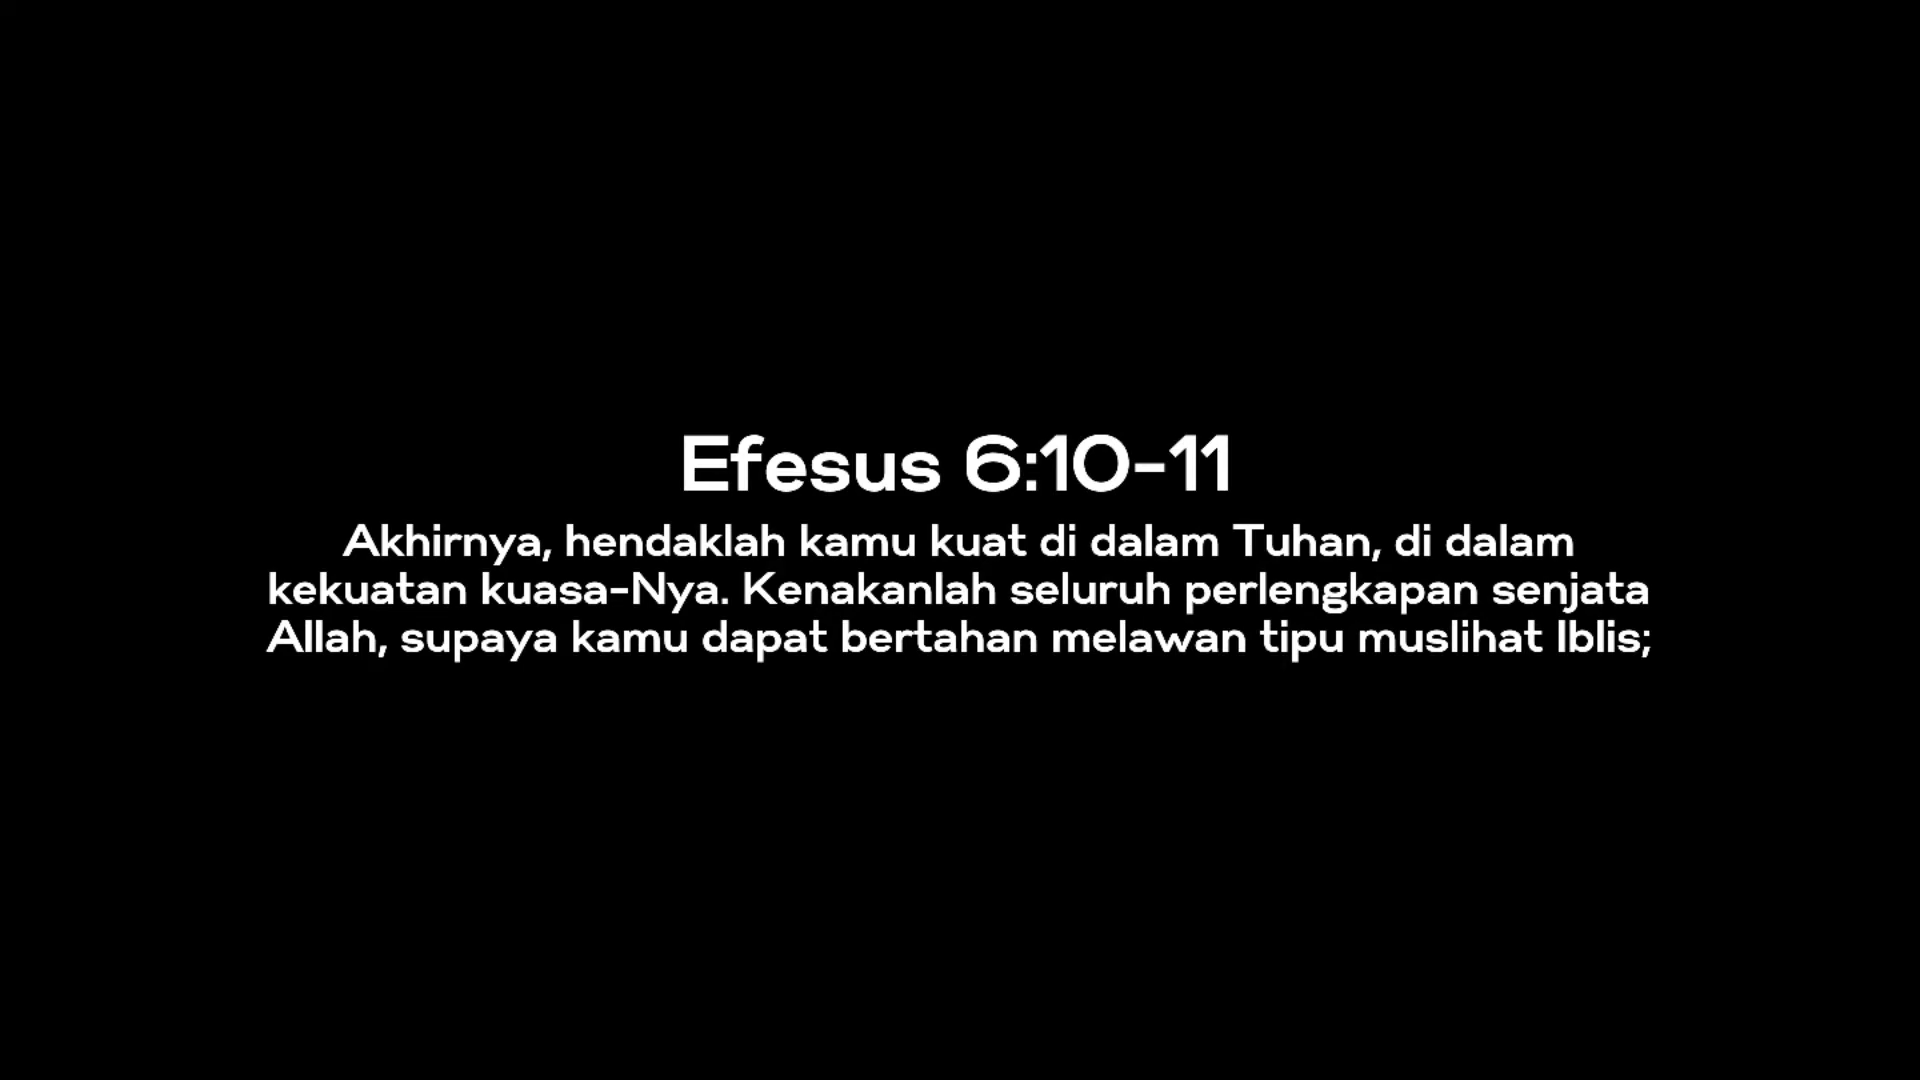 Efesus 6:10-11
Akhirnya, hendaklah kamu kuat di dalam Tuhan, di dalam
kekuatan kuasa-Nya. Kenakanlah seluruh perlengkapan senjata
Allah, supaya kamu dapat bertahan melawan tipu muslihat Iblis;